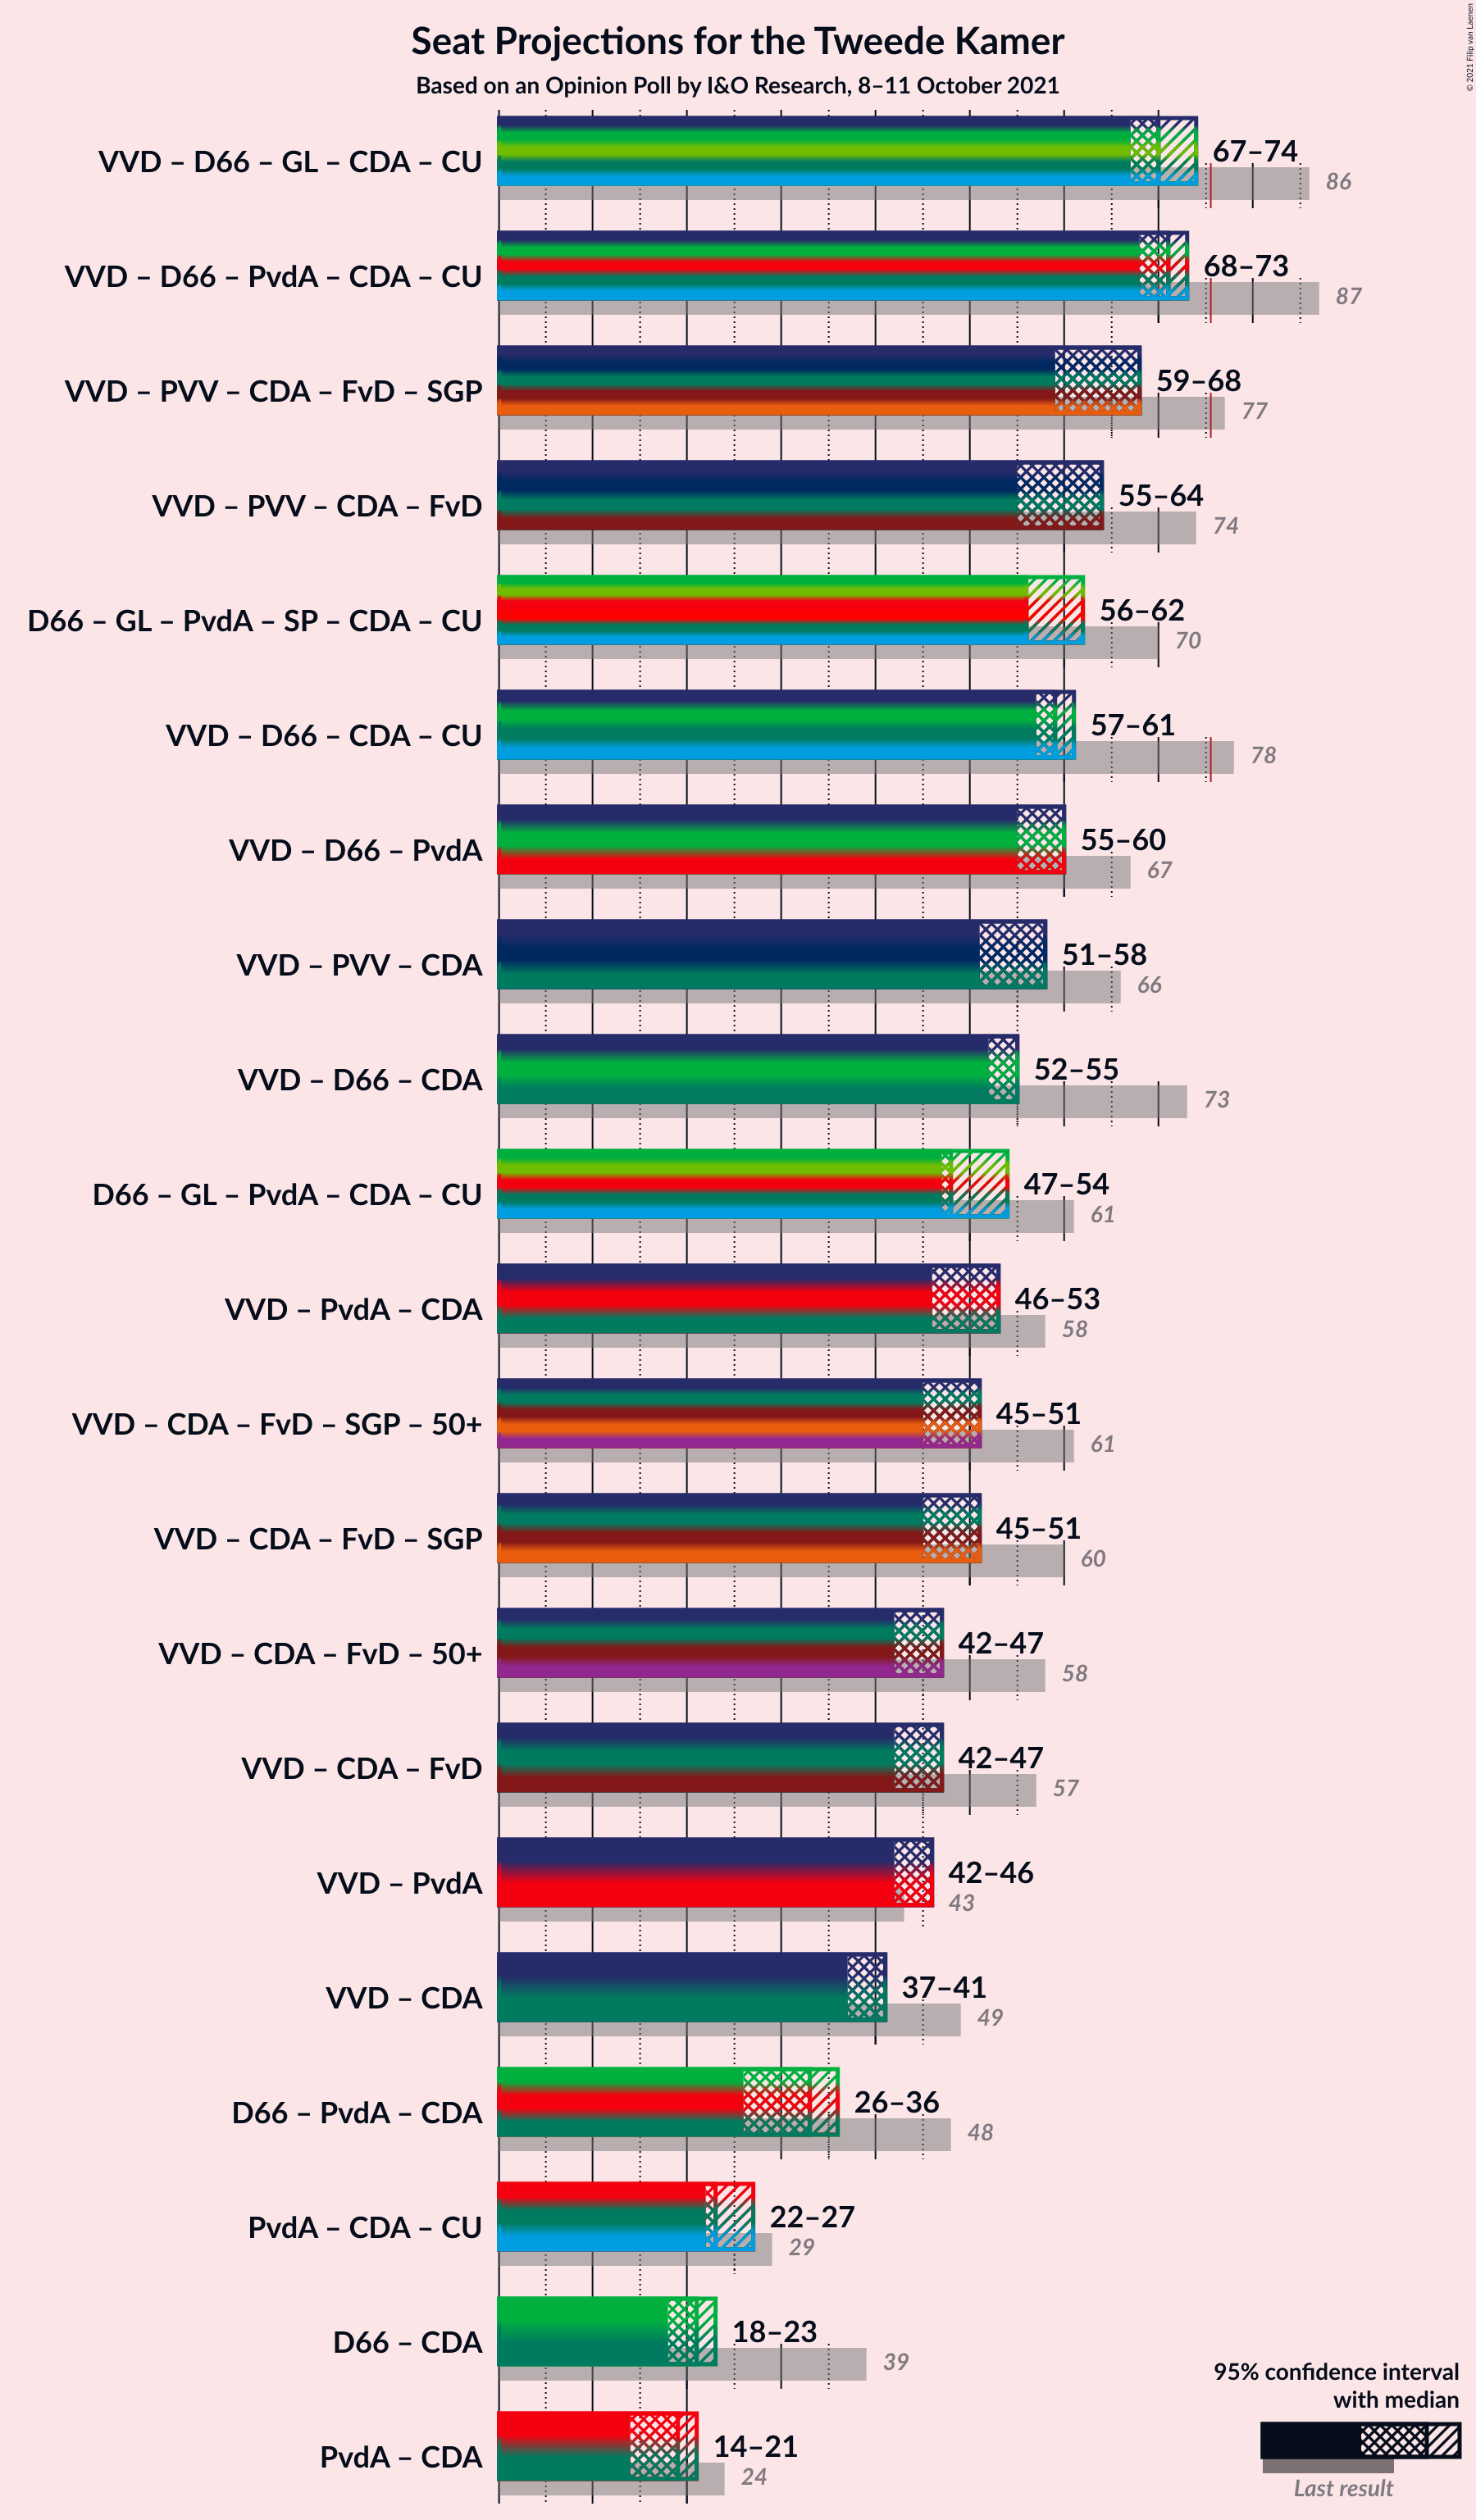 Seat Projections for the Tweede Kamer
Based on an Opinion Poll by I&O Research, 8–11 October 2021
© 2021 Filip van Laenen
VVD – D66 – GL – CDA – CU
67–74
86
VVD – D66 – PvdA – CDA – CU
68–73
87
VVD – PVV – CDA – FvD – SGP
59–68
77
VVD – PVV – CDA – FvD
55–64
74
D66 – GL – PvdA – SP – CDA – CU
56–62
70
VVD – D66 – CDA – CU
57–61
78
VVD – D66 – PvdA
55–60
67
VVD – PVV – CDA
51–58
66
VVD – D66 – CDA
52–55
73
D66 – GL – PvdA – CDA – CU
47–54
61
VVD – PvdA – CDA
46–53
58
VVD – CDA – FvD – SGP – 50+
45–51
61
VVD – CDA – FvD – SGP
45–51
60
VVD – CDA – FvD – 50+
42–47
58
VVD – CDA – FvD
42–47
57
VVD – PvdA
42–46
43
VVD – CDA
37–41
49
D66 – PvdA – CDA
26–36
48
PvdA – CDA – CU
22–27
29
D66 – CDA
18–23
39
PvdA – CDA
14–21
24
95% confidence interval
with median
Last result